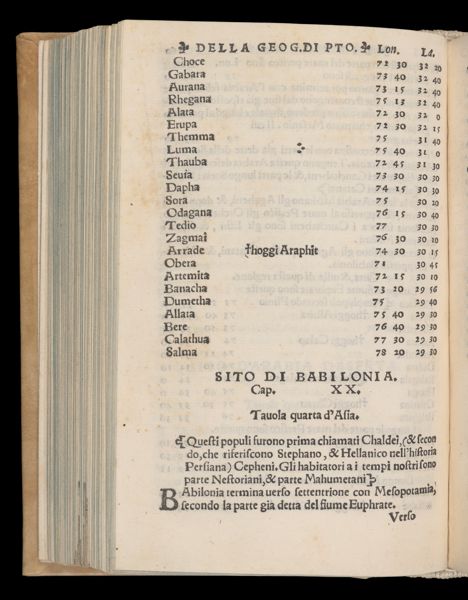 DELLA GEOG. DI PTO. Lon. La.
Choce 72 30 32 20
Gabara 73 40 32 40
Aurana 73 15 32 40
Rhegana 75 13 32 40
Alata 72 30 32 0
Erupa 72 30 32 15
Themma 75 31 40
Luma 75 40 31 0
Thauba 72 45 31 30
Seuia 73 30 30 30
Dapha 74 15 30 30
Sora 75 30 20
Odagana 76 15 30 40
Tedio 77 30 30
Zagmai 76 30 30 10
Arrade †hoggi Araphit 74 30 30 15
Obera 71 30 45
Artemita 72 15 30 10
Banacha 73 20 29 56
Dumetha 75 29 40
Allata 75 40 29 30
Bere 76 40 29 30
Calathua 77 30 29 30
Salma 78 20 29 30
SITO DI BABILONIA.
Cap. XX.
Tauola quarta d'Asia.
Questi populi furono prima chiamati Chaldei, (& secon
do, che riferiscono Stephano, & Hellanico nell'historia
Persiana) Cepheni. Gli habitatori a i tempi nostri sono
parte Nestoriani, & parte Mahumetani
Babilonia termina uerso settentrione con Mesopotamia,
secondo la parte gia detta del fiume Euphrate.
Verso